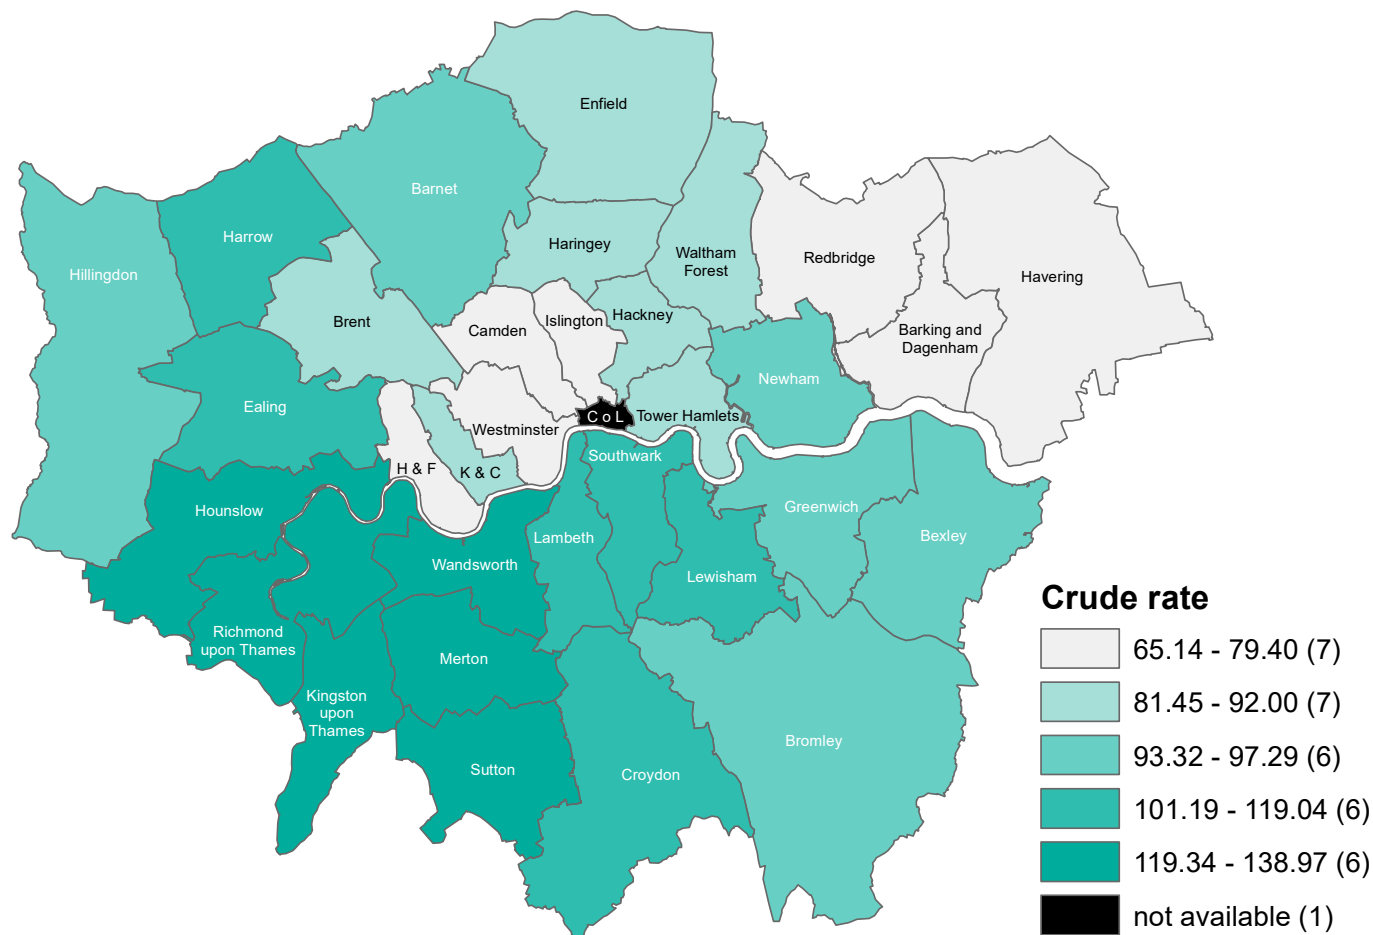 Enfield
Barnet
Harrow
Haringey
Waltham
Forest
Redbridge
Havering
Hillingdon
Brent
Camden
Islington
Hackney
Barking and
Dagenham
Newham
Ealing
Westminster
C o L
Tower Hamlets
H & F
K & C
Southwark
Hounslow
Greenwich
Lambeth
Bexley
Wandsworth
Lewisham
Richmond
upon Thames
Merton
Kingston
upon
Thames
Sutton
Croydon
Bromley
Crude rate
65.14 - 79.40 (7)
81.45 - 92.00 (7)
93.32 - 97.29 (6)
101.19 - 119.04 (6)
119.34 - 138.97 (6)
not available (1)